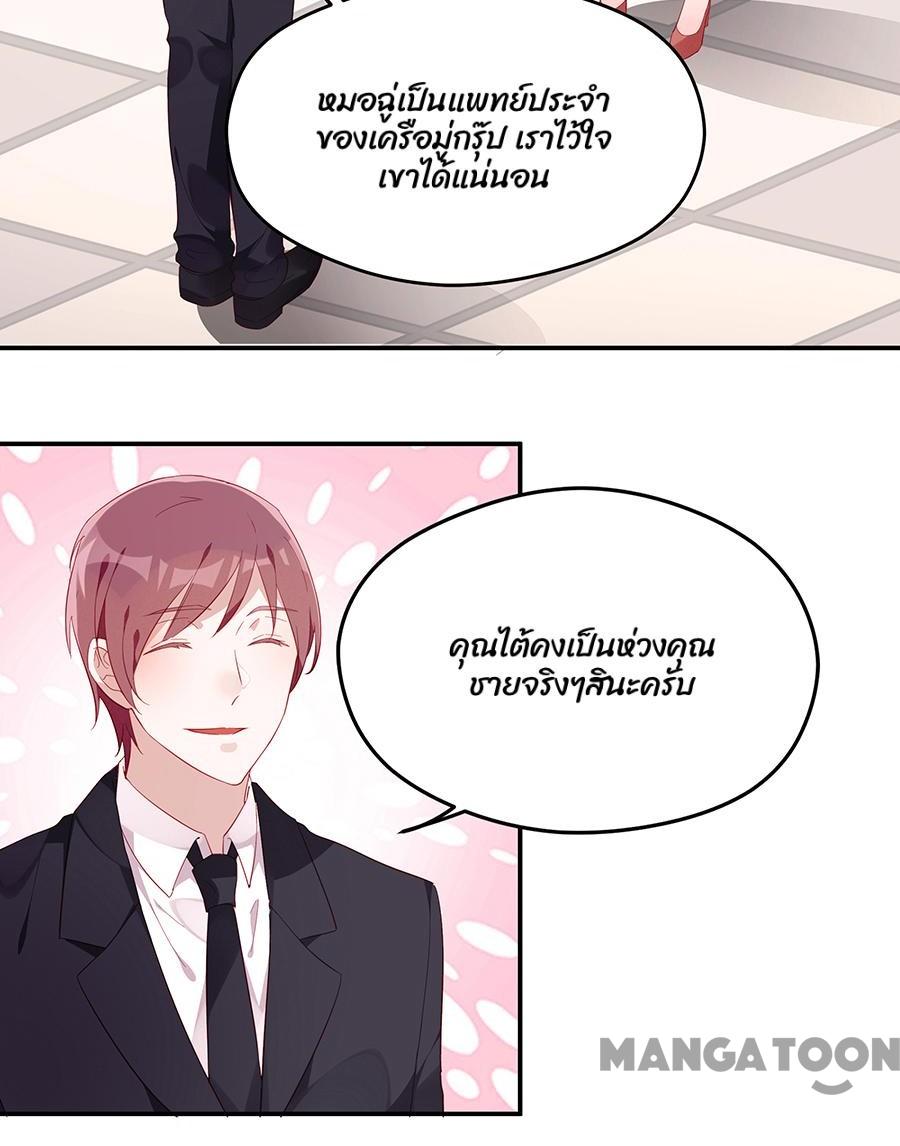 หมอฉู่เป็นแพทย์ประจำ
ของเครือมู่กรุ๊ป เราไว้ใจ
เขาได้แน่นอน
คุณไต้คงเป็นห่วงคุณ
ชายจริงๆสินะครับ
MANGATOON